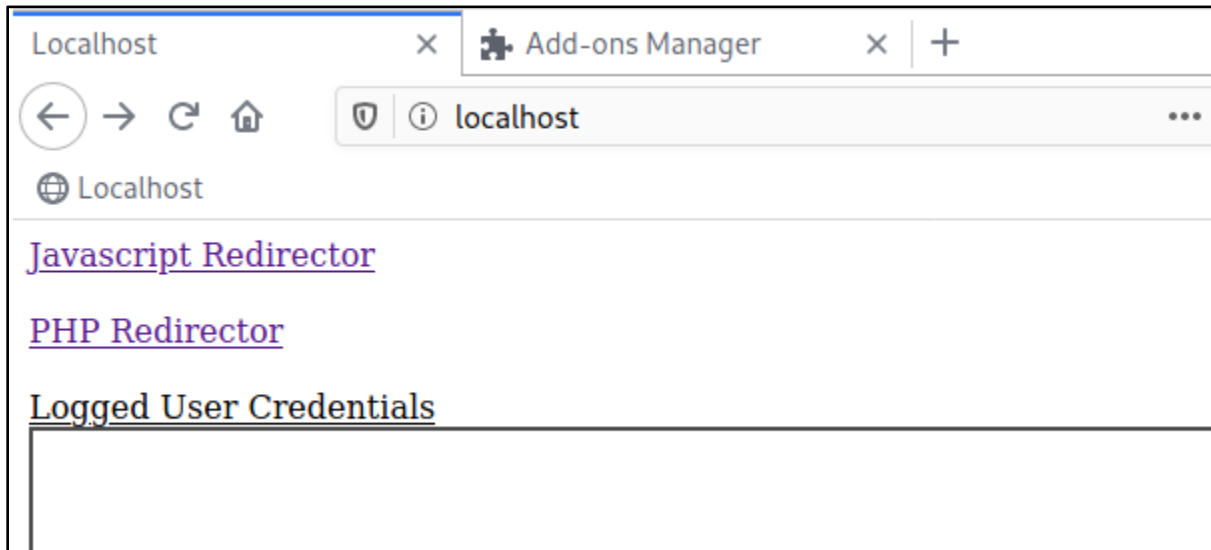 Localhost Add-ons Manager
localhost
Localhost
Javascript Redirector
PHP Redirector
Logged User Credentials